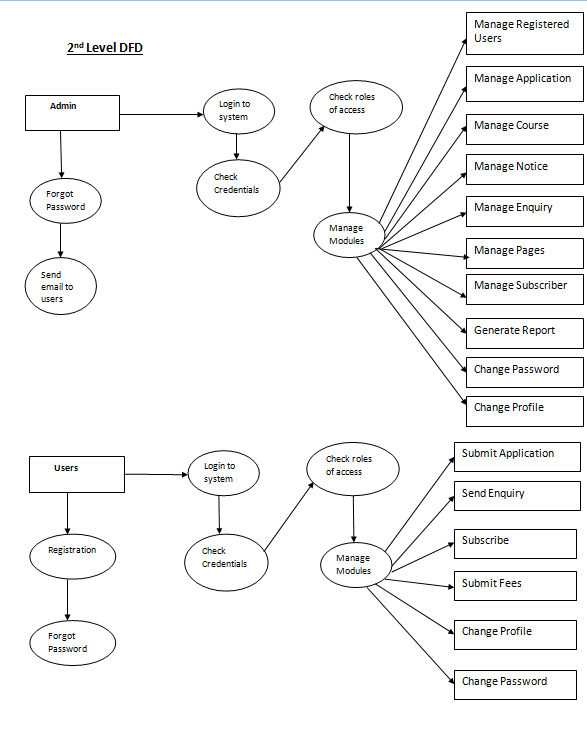 2nd Level DFD
Admin
Login to
system
Check
Credentials
Forgot
Password
Send
email to
users
Check roles
of access
Manage
Modules
Manage Registered
Users
Manage Application
Manage Course
Manage Notice
Manage Enquiry
Manage Pages
Manage Subscriber
Generate Report
Change Password
Change Profile
Users
Login to
system
Check
Credentials
Registration
Forgot
Password
Check roles
of access
Manage
Modules
Submit Application
Send Enquiry
Subscribe
Submit Fees
Change Profile
Change Password